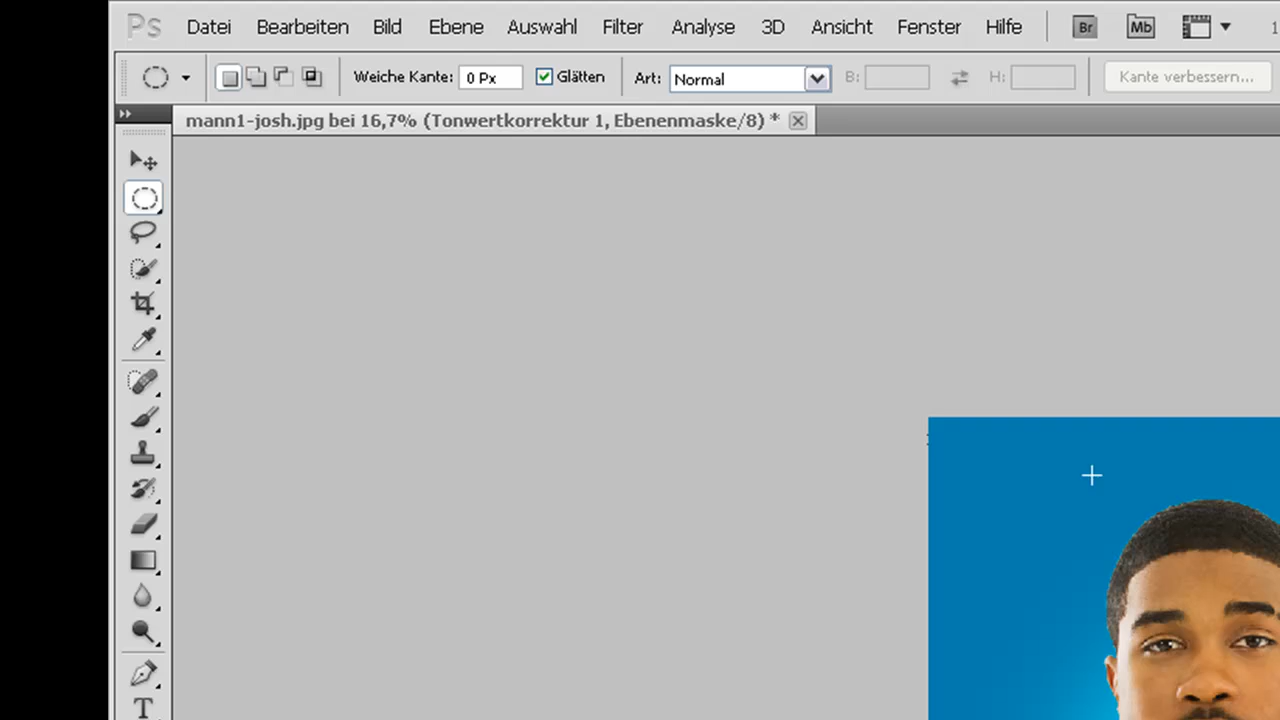 Ps Datei Bearbeiten Bild Ebene Auswahl Filter Analyse 3D Ansicht Fenster Hilfe Br Mb 1
Weiche Kante: 0 Px Glätten Art: Normal B: H: Kante verbessern...
mann1-josh.jpg bei 16,7% (Tonwertkorrektur 1, Ebenenmaske/8) *
T